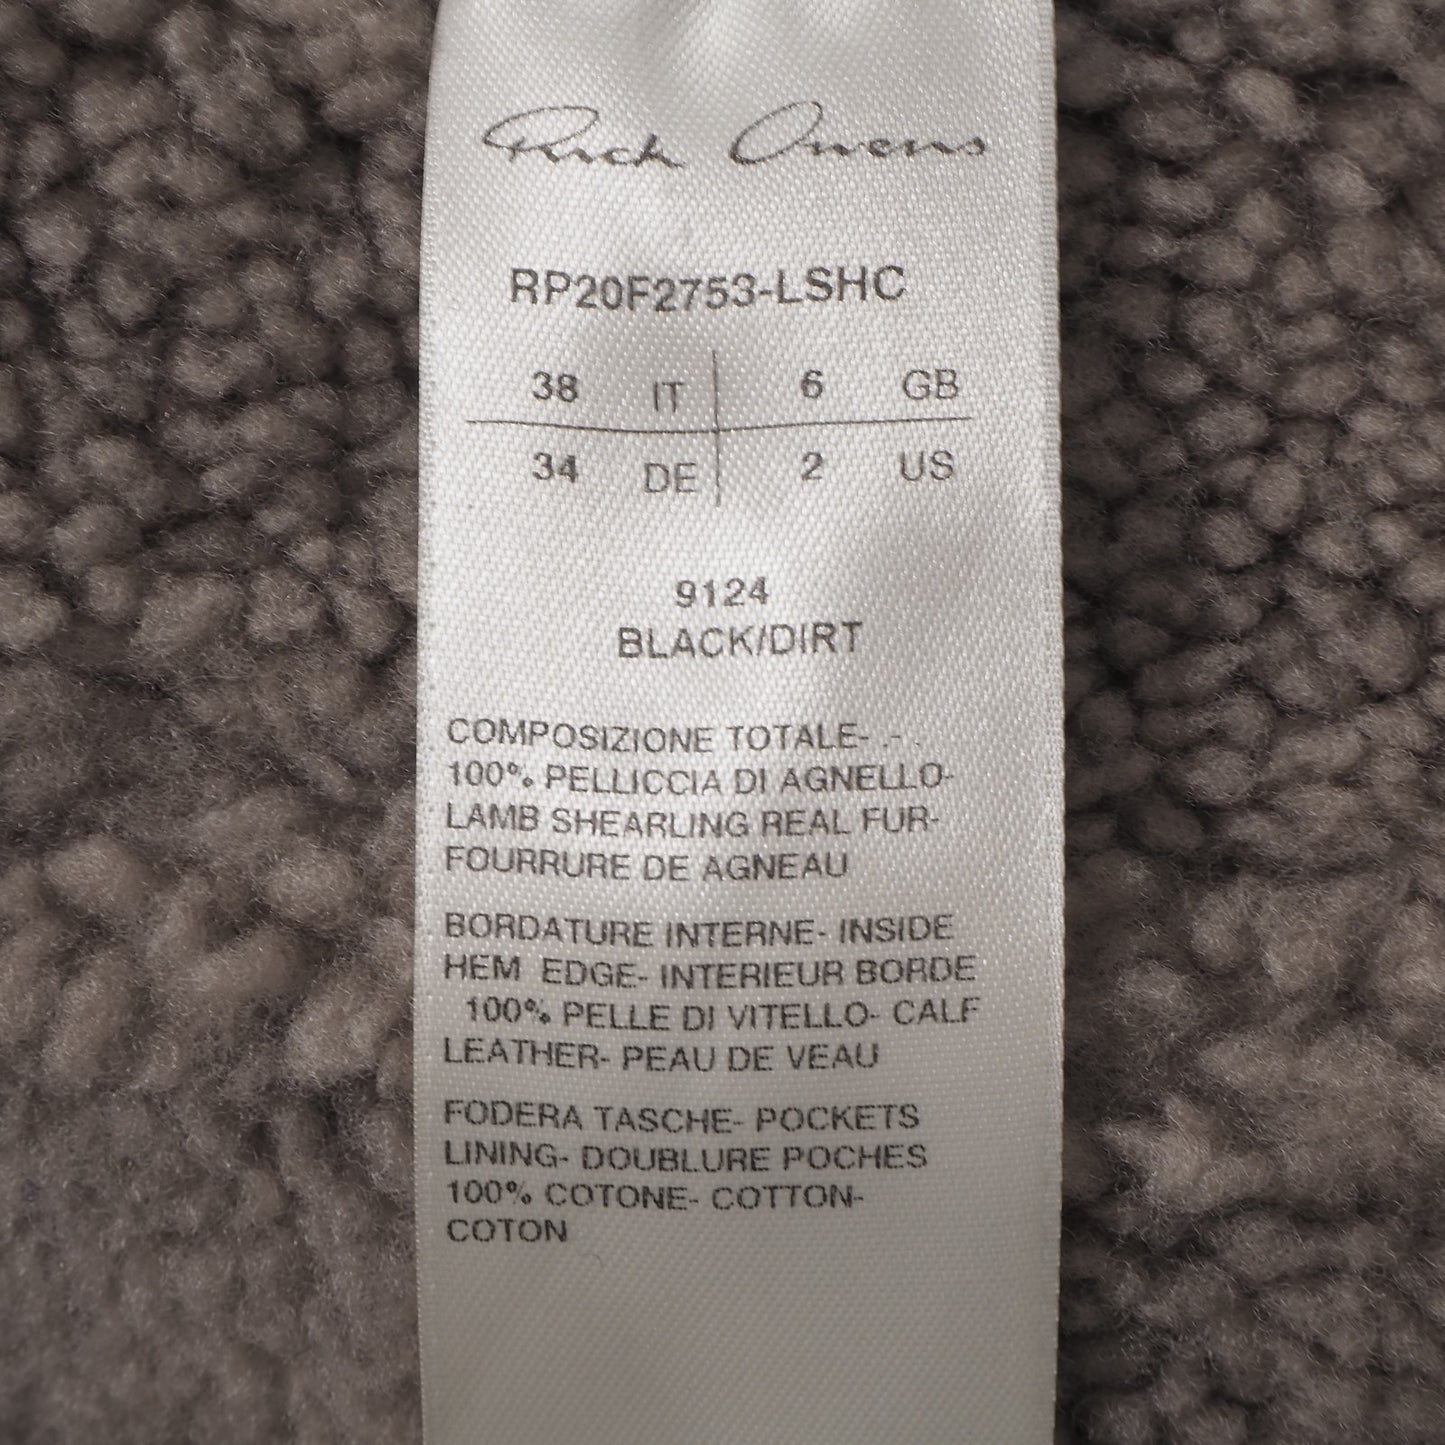 Rick Owens
RP20F2753-LSHC
38 IT 6 GB
34 DE 2 US
9124
BLACK/DIRT
COMPOSIZIONE TOTALE- .- .
100% PELLICCIA DI AGNELLO-
LAMB SHEARLING REAL FUR-
FOURRURE DE AGNEAU
BORDATURE INTERNE- INSIDE
HEM EDGE- INTERIEUR BORDE
100% PELLE DI VITELLO- CALF
LEATHER- PEAU DE VEAU
FODERA TASCHE- POCKETS
LINING- DOUBLURE POCHES
100% COTONE- COTTON-
COTON